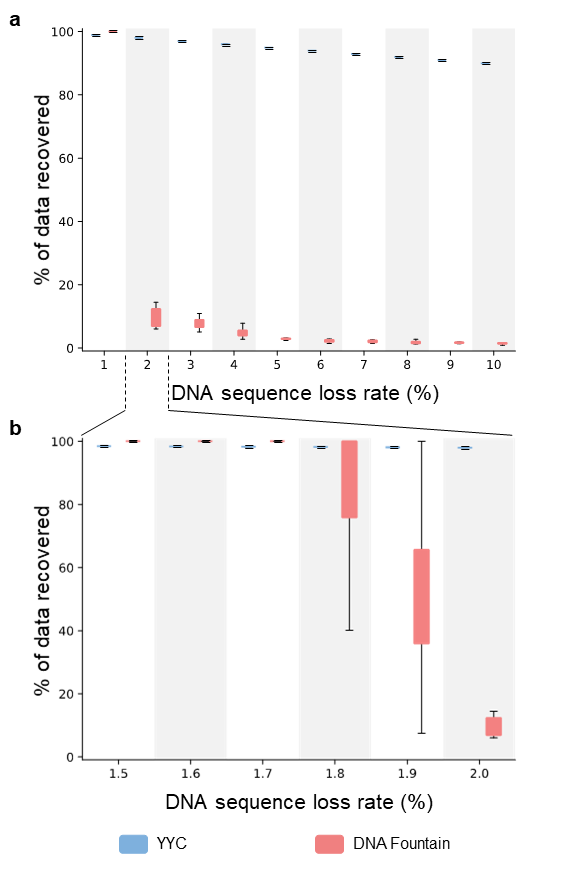 a
% of data recovered
100
80
60
40
20
0
1 2 3 4 5 6 7 8 9 10
DNA sequence loss rate (%)
b
% of data recovered
100
80
60
40
20
0
1.5 1.6 1.7 1.8 1.9 2.0
DNA sequence loss rate (%)
YYC DNA Fountain